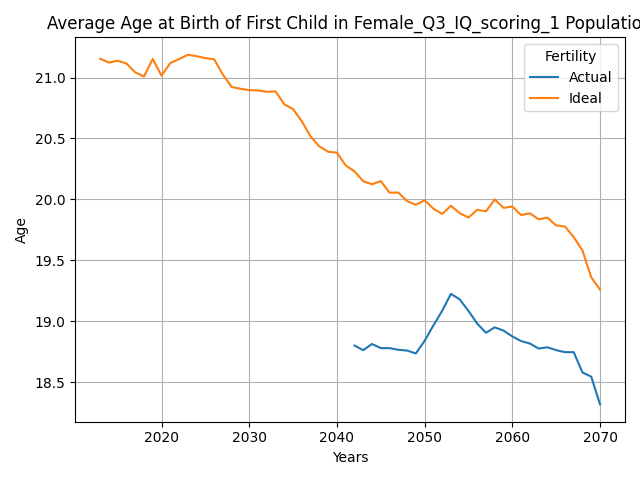 Average Age at Birth of First Child in Female_Q3_IQ_scoring_1 Populatio
Fertility
Actual
Ideal
21.0
20.5
20.0
19.5
19.0
18.5
Age
2020 2030 2040 2050 2060 2070
Years